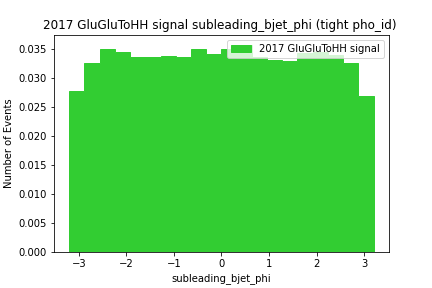 2017 GluGluToHH signal subleading_bjet_phi (tight pho_id)
2017 GluGluToHH signal
Number of Events
0.035
0.030
0.025
0.020
0.015
0.010
0.005
0.000
−3 −2 −1 0 1 2 3
subleading_bjet_phi